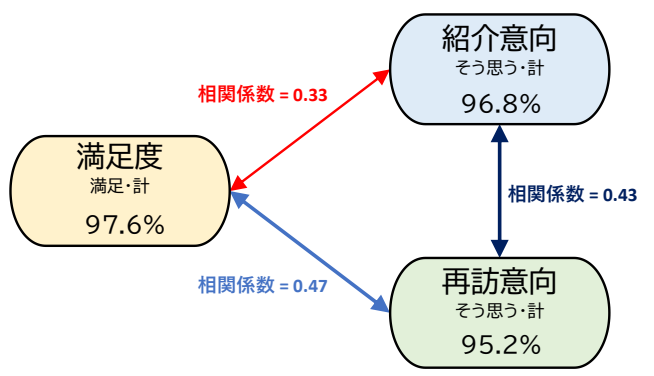 紹介意向
そう思う・計
96.8%
相関係数 = 0.33
満足度
満足・計
97.6%
相関係数 = 0.43
相関係数 = 0.47
再訪意向
そう思う・計
95.2%